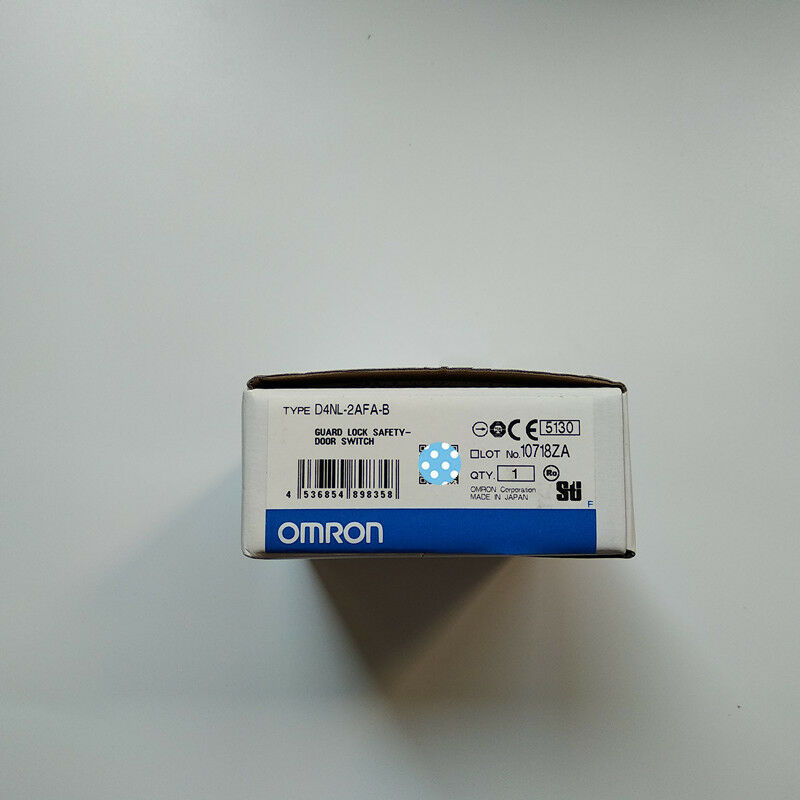 TYPE D4NL-2AFA-B
GUARD LOCK SAFETY-
DOOR SWITCH
4 536854 898358
OMRON
CE 5130
LOT No. 10718ZA
QTY. 1
OMRON Corporation
MADE IN JAPAN
Sti
F